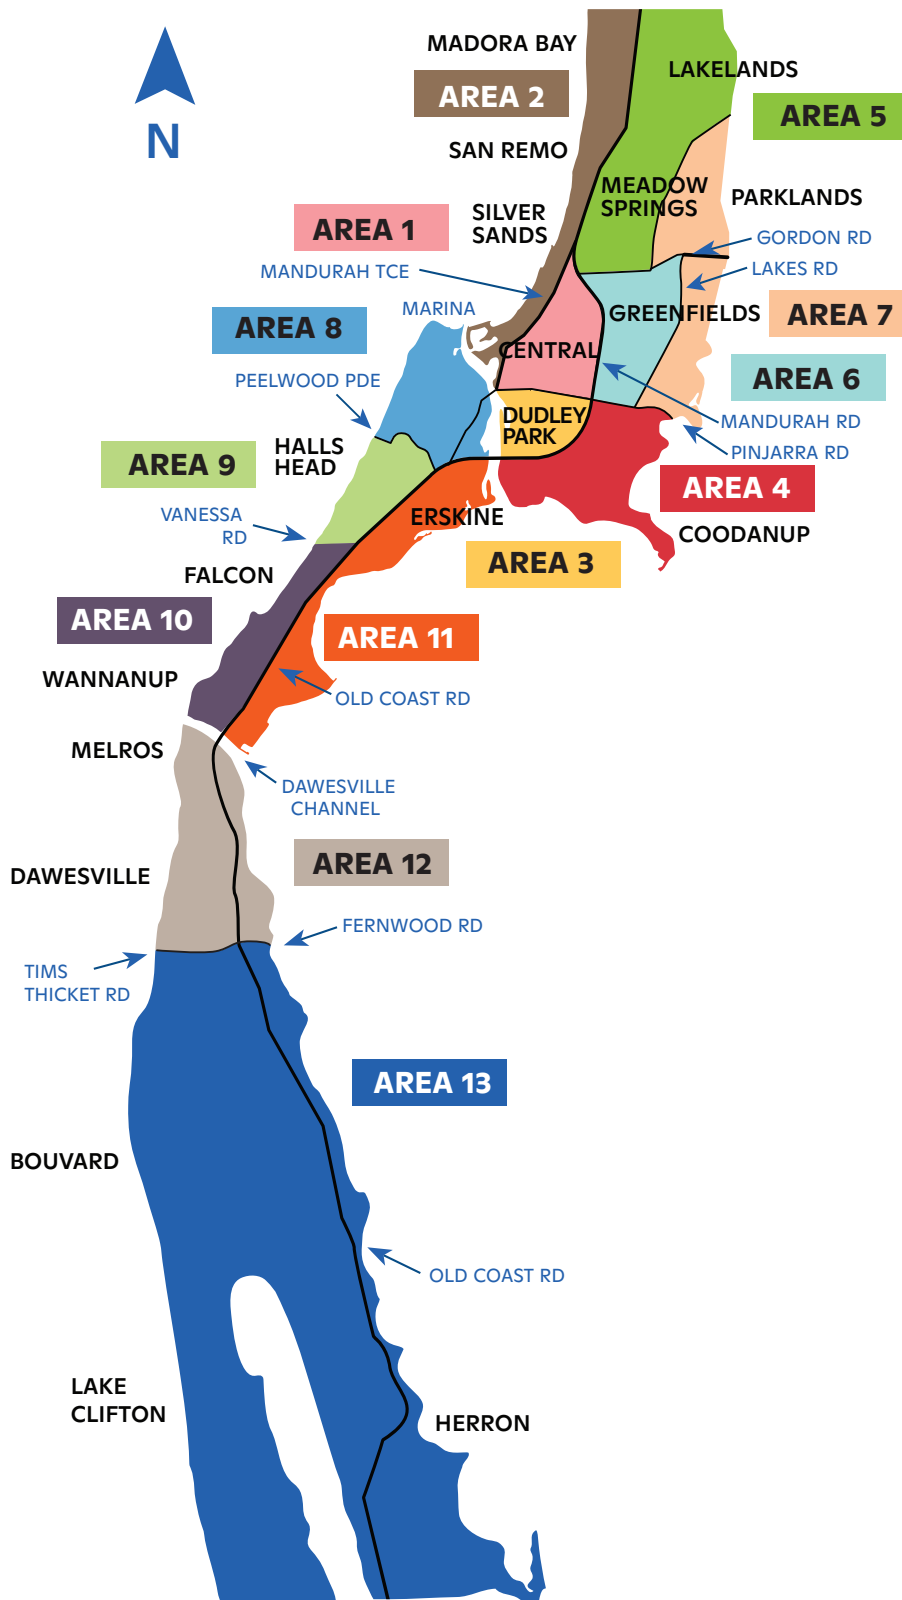 MADORA BAY
LAKELANDS
AREA 2
AREA 5
N
SAN REMO
MEADOW
SPRINGS
PARKLANDS
SILVER
SANDS
AREA 1
GORDON RD
MANDURAH TCE
LAKES RD
MARINA
GREENFIELDS
AREA 7
AREA 8
CENTRAL
PEELWOOD PDE
AREA 6
DUDLEY
PARK
MANDURAH RD
HALLS
HEAD
PINJARRA RD
AREA 9
AREA 4
VANESSA
RD
ERSKINE
COODANUP
AREA 3
FALCON
AREA 10
AREA 11
WANNANUP
OLD COAST RD
MELROS
DAWESVILLE
CHANNEL
AREA 12
DAWESVILLE
FERNWOOD RD
TIMS
THICKET RD
AREA 13
BOUVARD
OLD COAST RD
LAKE
CLIFTON
HERRON